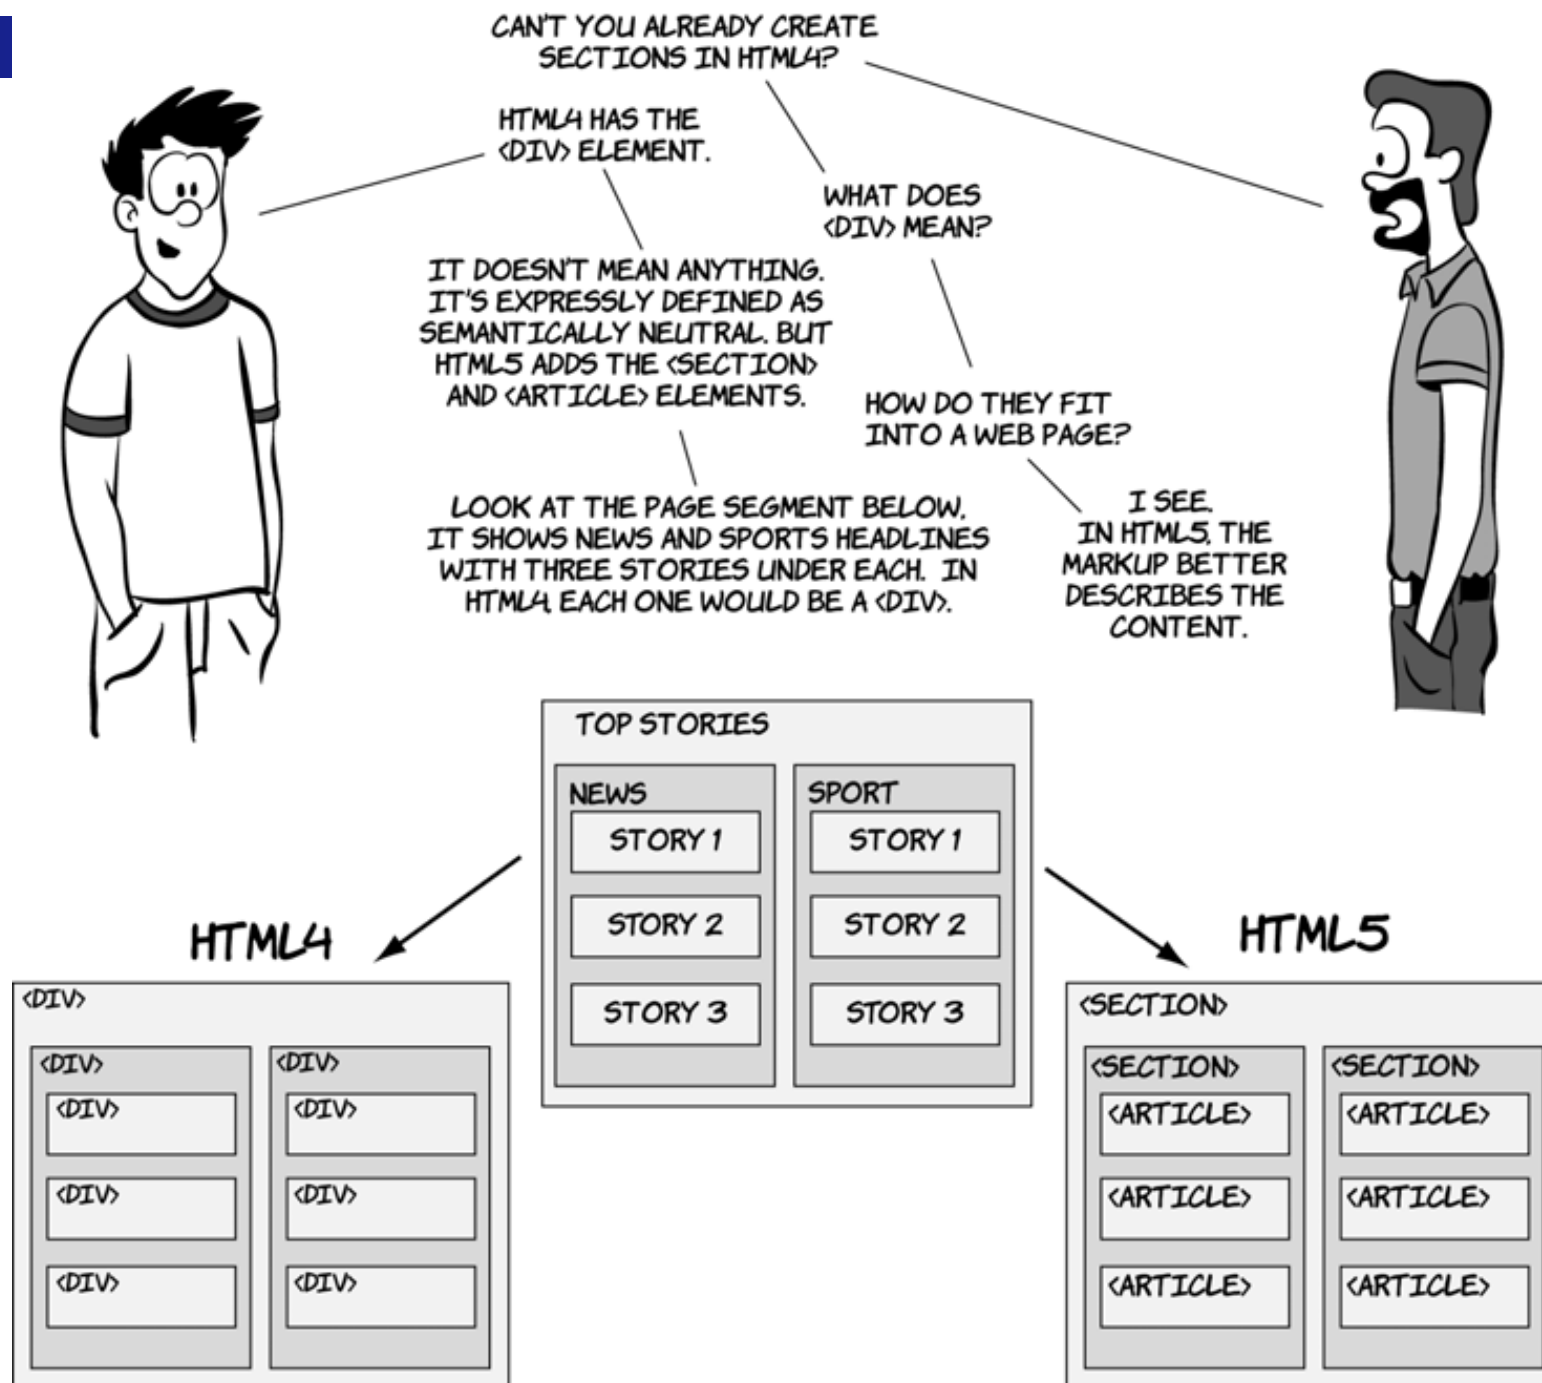 CAN'T YOU ALREADY CREATE
SECTIONS IN HTML4?
HTML4 HAS THE
<DIV> ELEMENT.
WHAT DOES
<DIV> MEAN?
IT DOESN'T MEAN ANYTHING.
IT'S EXPRESSLY DEFINED AS
SEMANTICALLY NEUTRAL. BUT
HTML5 ADDS THE <SECTION>
AND <ARTICLE> ELEMENTS.
HOW DO THEY FIT
INTO A WEB PAGE?
LOOK AT THE PAGE SEGMENT BELOW.
IT SHOWS NEWS AND SPORTS HEADLINES
WITH THREE STORIES UNDER EACH. IN
HTML4, EACH ONE WOULD BE A <DIV>.
I SEE.
IN HTML5, THE
MARKUP BETTER
DESCRIBES THE
CONTENT.
TOP STORIES
NEWS
STORY 1
STORY 2
STORY 3
SPORT
STORY 1
STORY 2
STORY 3
HTML4
<DIV>
<DIV>
<DIV>
<DIV>
<DIV>
<DIV>
<DIV>
<DIV>
<DIV>
HTML5
<SECTION>
<SECTION>
<ARTICLE>
<ARTICLE>
<ARTICLE>
<SECTION>
<ARTICLE>
<ARTICLE>
<ARTICLE>